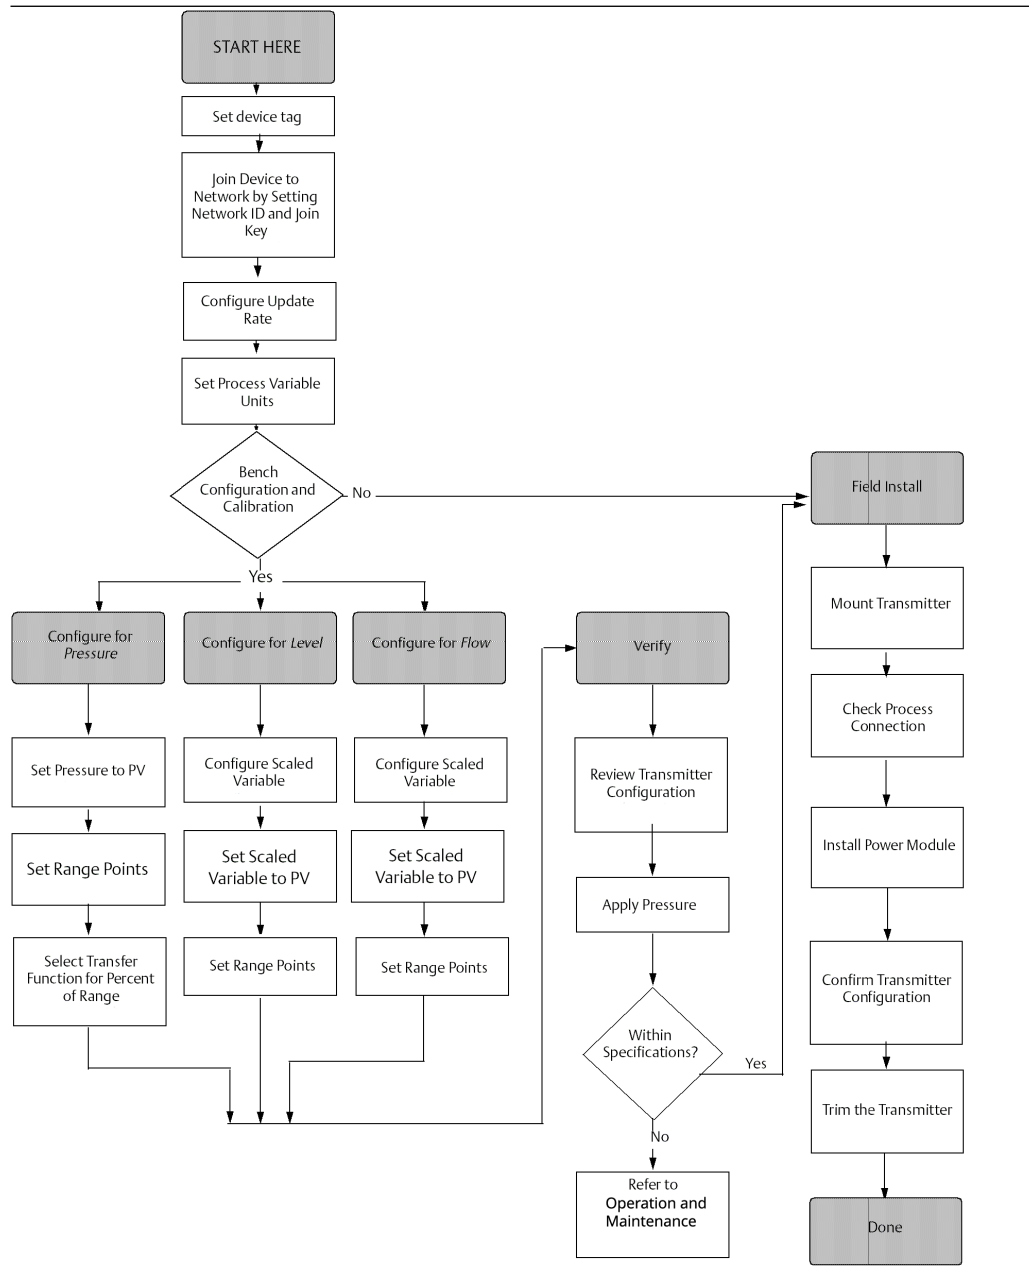 START HERE
Set device tag
Join Device to
Network by Setting
Network ID and Join
Key
Configure Update
Rate
Set Process Variable
Units
Bench
Configuration and
Calibration
No
Yes
Configure for
Pressure
Set Pressure to PV
Set Range Points
Select Transfer
Function for Percent
of Range
Configure for Level
Configure Scaled
Variable
Set Scaled
Variable to PV
Set Range Points
Configure for Flow
Configure Scaled
Variable
Set Scaled
Variable to PV
Set Range Points
Verify
Review Transmitter
Configuration
Apply Pressure
Within
Specifications?
Yes
No
Refer to
Operation and
Maintenance
Field Install
Mount Transmitter
Check Process
Connection
Install Power Module
Confirm Transmitter
Configuration
Trim the Transmitter
Done